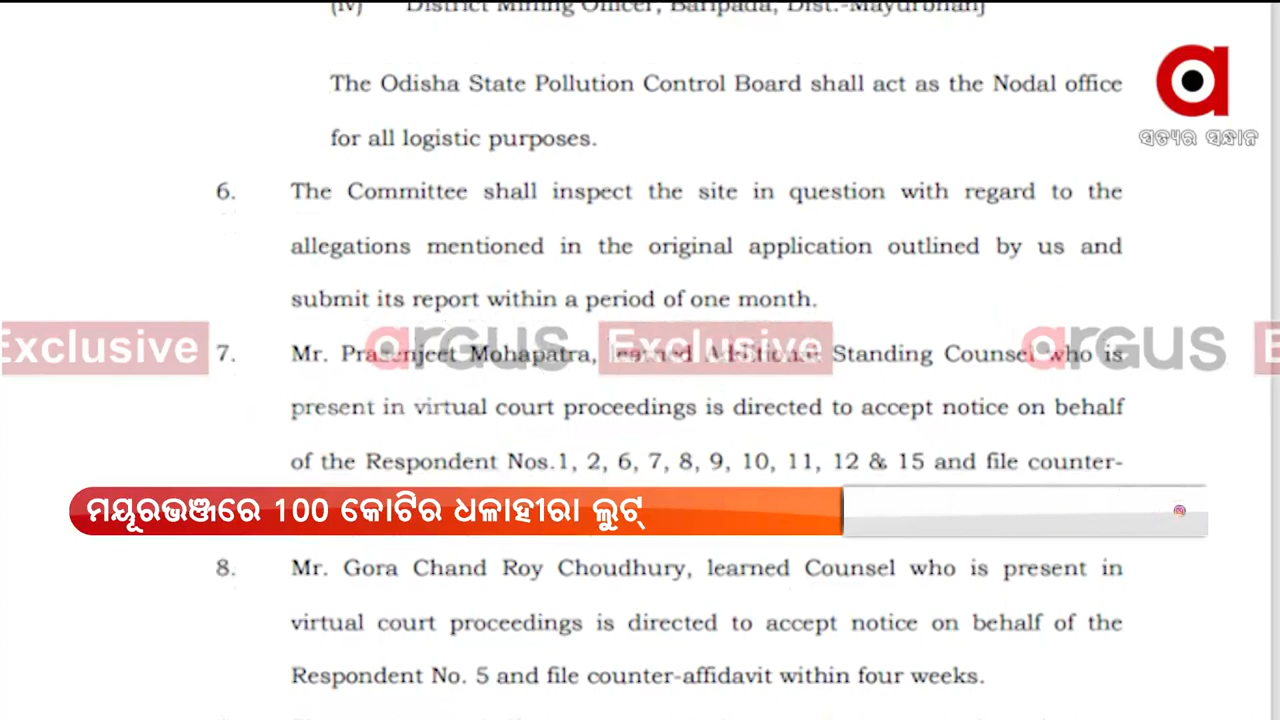 (iv) District Mining Officer, Baripada, Dist.-Mayurbhanj
The Odisha State Pollution Control Board shall act as the Nodal office
for all logistic purposes.
ସତ୍ୟର ସନ୍ଧାନ
6. The Committee shall inspect the site in question with regard to the
allegations mentioned in the original application outlined by us and
submit its report within a period of one month.
Exclusive argus Exclusive argus
7. Mr. Prasenjeet Mohapatra, learned Additional Standing Counsel who is
present in virtual court proceedings is directed to accept notice on behalf
of the Respondent Nos.1, 2, 6, 7, 8, 9, 10, 11, 12 & 15 and file counter-
ମୟୂରଭଞ୍ଜରେ 100 କୋଟିର ଧଳାହୀରା ଲୁଟ୍
8. Mr. Gora Chand Roy Choudhury, learned Counsel who is present in
virtual court proceedings is directed to accept notice on behalf of the
Respondent No. 5 and file counter-affidavit within four weeks.